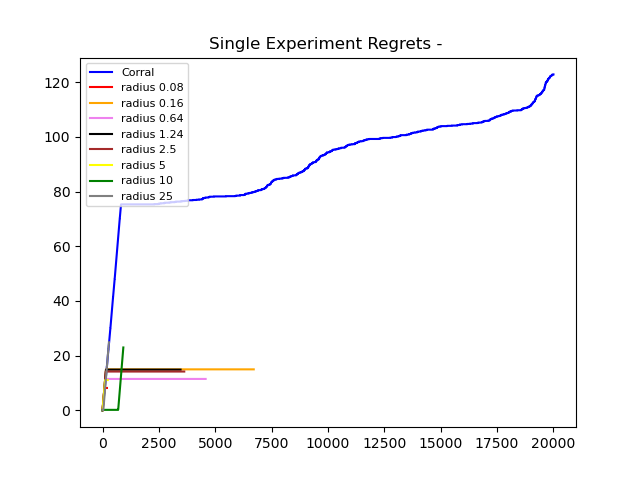 Single Experiment Regrets -
120
100
80
60
40
20
0
Corral
radius 0.08
radius 0.16
radius 0.64
radius 1.24
radius 2.5
radius 5
radius 10
radius 25
0 2500 5000 7500 10000 12500 15000 17500 20000